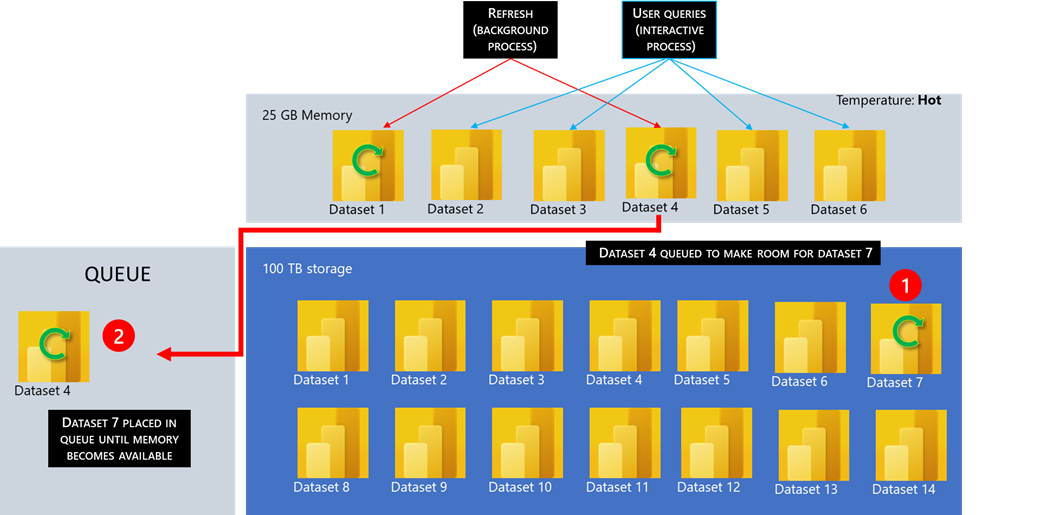 REFRESH
(BACKGROUND
PROCESS)
USER QUERIES
(INTERACTIVE
PROCESS)
Temperature: Hot
25 GB Memory
Dataset 1
Dataset 2
Dataset 3
Dataset 4
Dataset 5
Dataset 6
DATASET 4 QUEUED TO MAKE ROOM FOR DATASET 7
QUEUE
100 TB storage
1
2
Dataset 4
DATASET 7 PLACED IN
QUEUE UNTIL MEMORY
BECOMES AVAILABLE
Dataset 1
Dataset 2
Dataset 3
Dataset 4
Dataset 5
Dataset 6
Dataset 7
Dataset 8
Dataset 9
Dataset 10
Dataset 11
Dataset 12
Dataset 13
Dataset 14